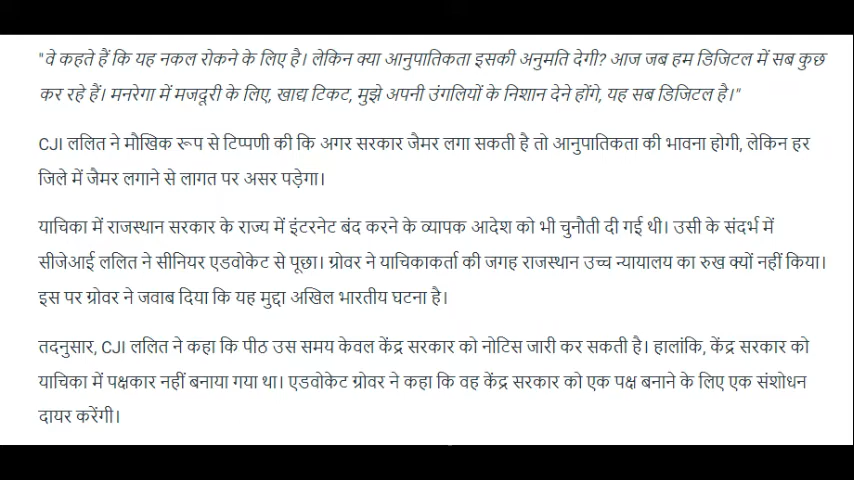 "वे कहते हैं कि यह नकल रोकने के लिए है। लेकिन क्या आनुपातिकता इसकी अनुमति देगी? आज जब हम डिजिटल में सब कुछ
कर रहे हैं। मनरेगा में मजदूरी के लिए, खाद्य टिकट, मुझे अपनी उंगलियों के निशान देने होंगे, यह सब डिजिटल है।"
CJI ललित ने मौखिक रूप से टिप्पणी की कि अगर सरकार जैमर लगा सकती है तो आनुपातिकता की भावना होगी, लेकिन हर
जिले में जैमर लगाने से लागत पर असर पड़ेगा।
याचिका में राजस्थान सरकार के राज्य में इंटरनेट बंद करने के व्यापक आदेश को भी चुनौती दी गई थी। उसी के संदर्भ में
सीजेआई ललित ने सीनियर एडवोकेट से पूछा। ग्रोवर ने याचिकाकर्ता की जगह राजस्थान उच्च न्यायालय का रुख क्यों नहीं किया।
इस पर ग्रोवर ने जवाब दिया कि यह मुद्दा अखिल भारतीय घटना है।
तदनुसार, CJI ललित ने कहा कि पीठ उस समय केवल केंद्र सरकार को नोटिस जारी कर सकती है। हालांकि, केंद्र सरकार को
याचिका में पक्षकार नहीं बनाया गया था। एडवोकेट ग्रोवर ने कहा कि वह केंद्र सरकार को एक पक्ष बनाने के लिए एक संशोधन
दायर करेंगी।